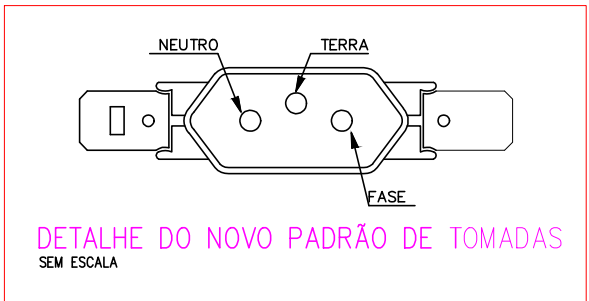 NEUTRO TERRA
FASE
DETALHE DO NOVO PADRÃO DE TOMADAS
SEM ESCALA